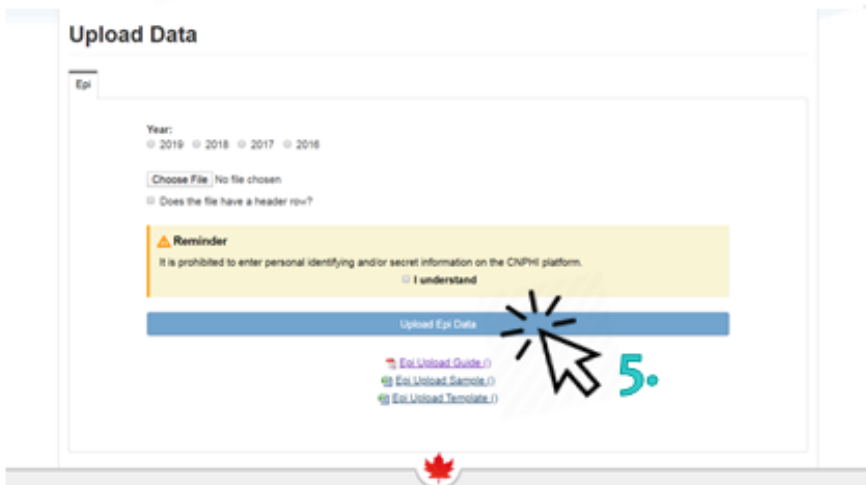 Upload Data
Epi
Year:
2019 2018 2017 2016
Choose File No file chosen
Does the file have a header row?
Reminder
It is prohibited to enter personal identifying and/or secret information on the CNPHI platform.
I understand
Upload Epi Data
Epi Upload Guide ()
Epi Upload Sample ()
Epi Upload Template ()
5.